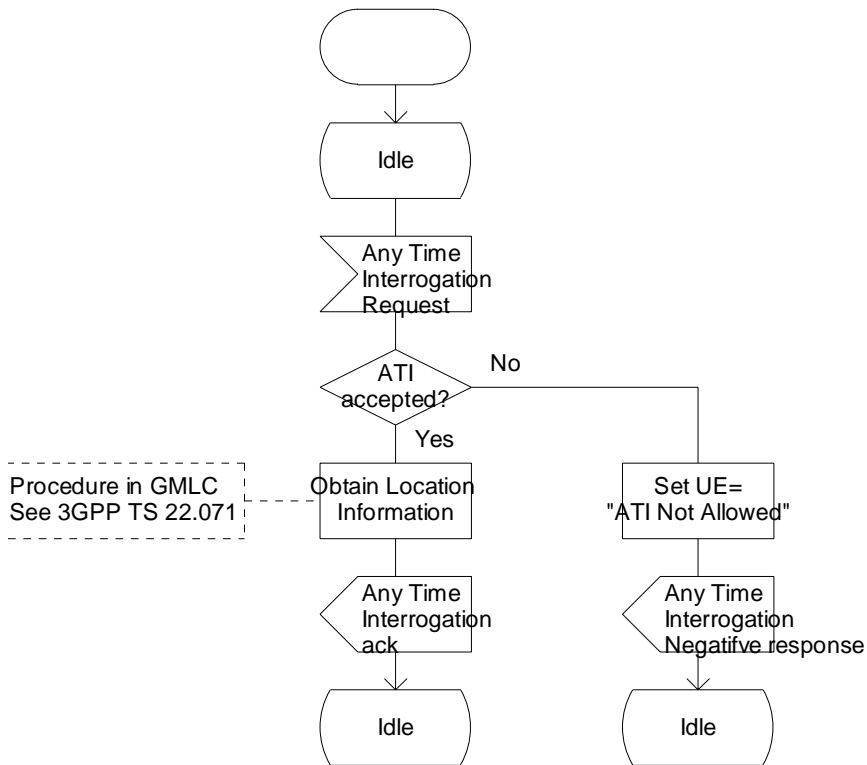 Idle
Any Time
Interrogation
Request
ATI
accepted?
No
Yes
Procedure in GMLC
See 3GPP TS 22.071
Obtain Location
Information
Set UE=
"ATI Not Allowed"
Any Time
Interrogation
ack
Any Time
Interrogation
Negatifve response
Idle
Idle